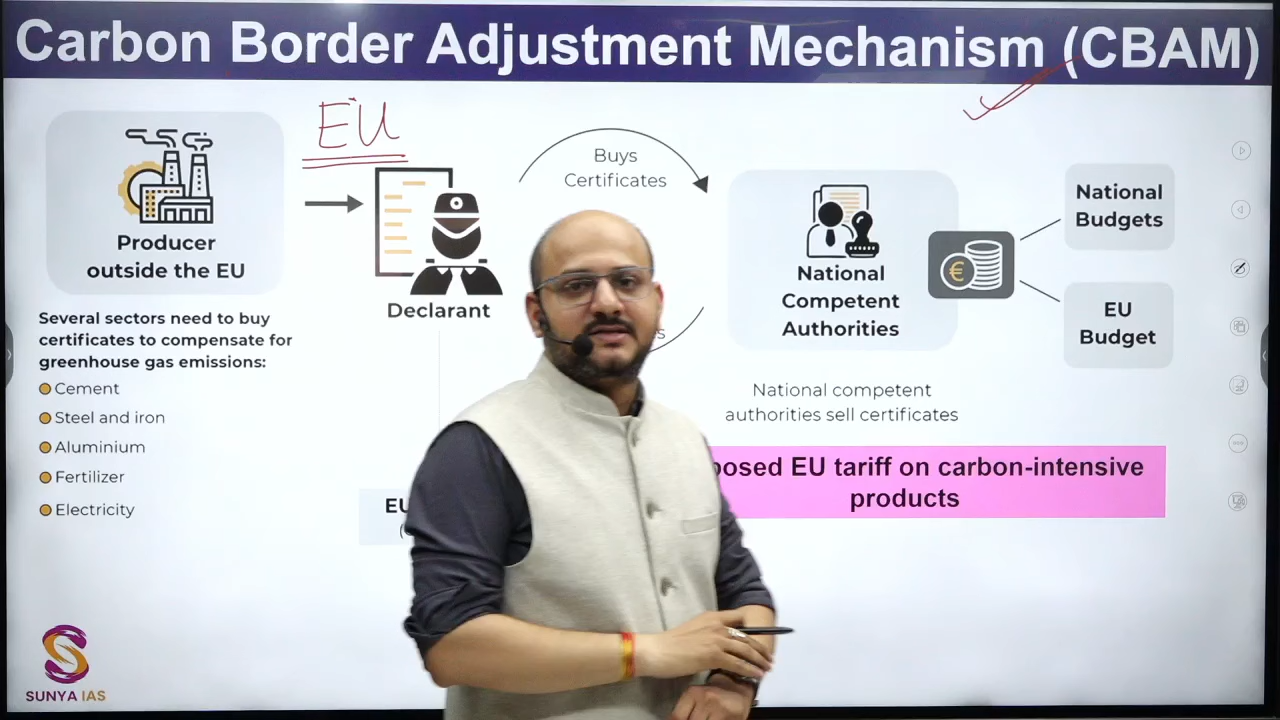 Carbon Border Adjustment Mechanism (CBAM)
EU
Producer
outside the EU
Several sectors need to buy
certificates to compensate for
greenhouse gas emissions:
Cement
Steel and iron
Aluminium
Fertilizer
Electricity
Declarant
Buys
Certificates
National
Competent
Authorities
National competent
authorities sell certificates
€
National
Budgets
EU
Budget
EU
posed EU tariff on carbon-intensive
products
SUNYA IAS